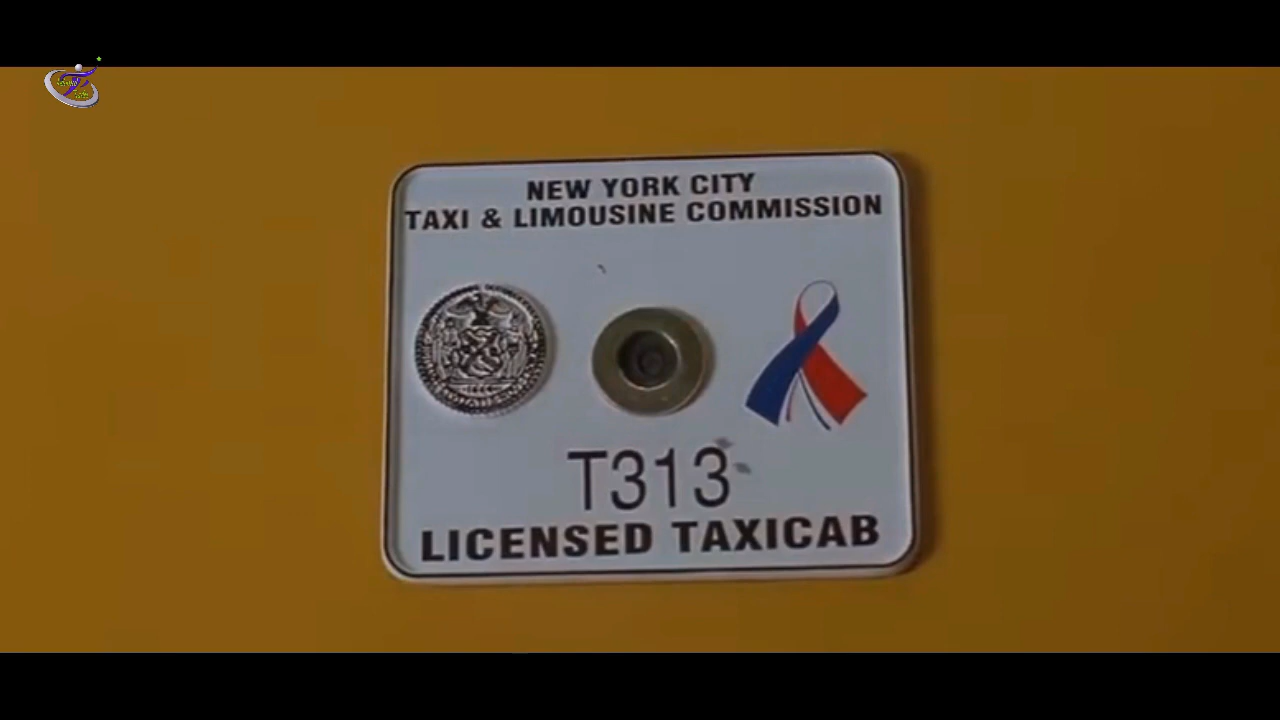 NEW YORK CITY
TAXI & LIMOUSINE COMMISSION
T313
LICENSED TAXICAB